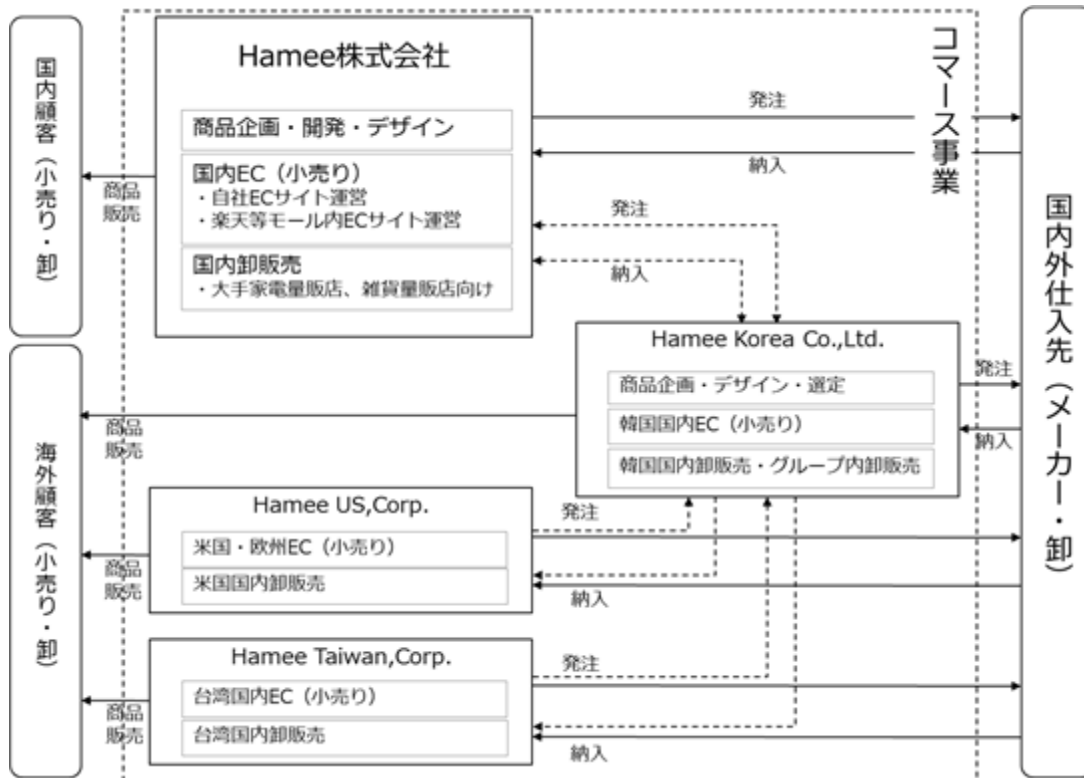 国内顧客（小売り・卸）
海外顧客（小売り・卸）
コマース事業
国内外仕入先（メーカー・卸）
Hamee株式会社
商品企画・開発・デザイン
国内EC（小売り）
・自社ECサイト運営
・楽天等モール内ECサイト運営
国内卸販売
・大手家電量販店、雑貨量販店向け
商品
販売
発注
納入
発注
納入
Hamee Korea Co.,Ltd.
商品企画・デザイン・選定
韓国国内EC（小売り）
韓国国内卸販売・グループ内卸販売
発注
納入
商品
販売
Hamee US,Corp.
米国・欧州EC（小売り）
米国国内卸販売
商品
販売
発注
納入
Hamee Taiwan,Corp.
台湾国内EC（小売り）
台湾国内卸販売
商品
販売
発注
納入